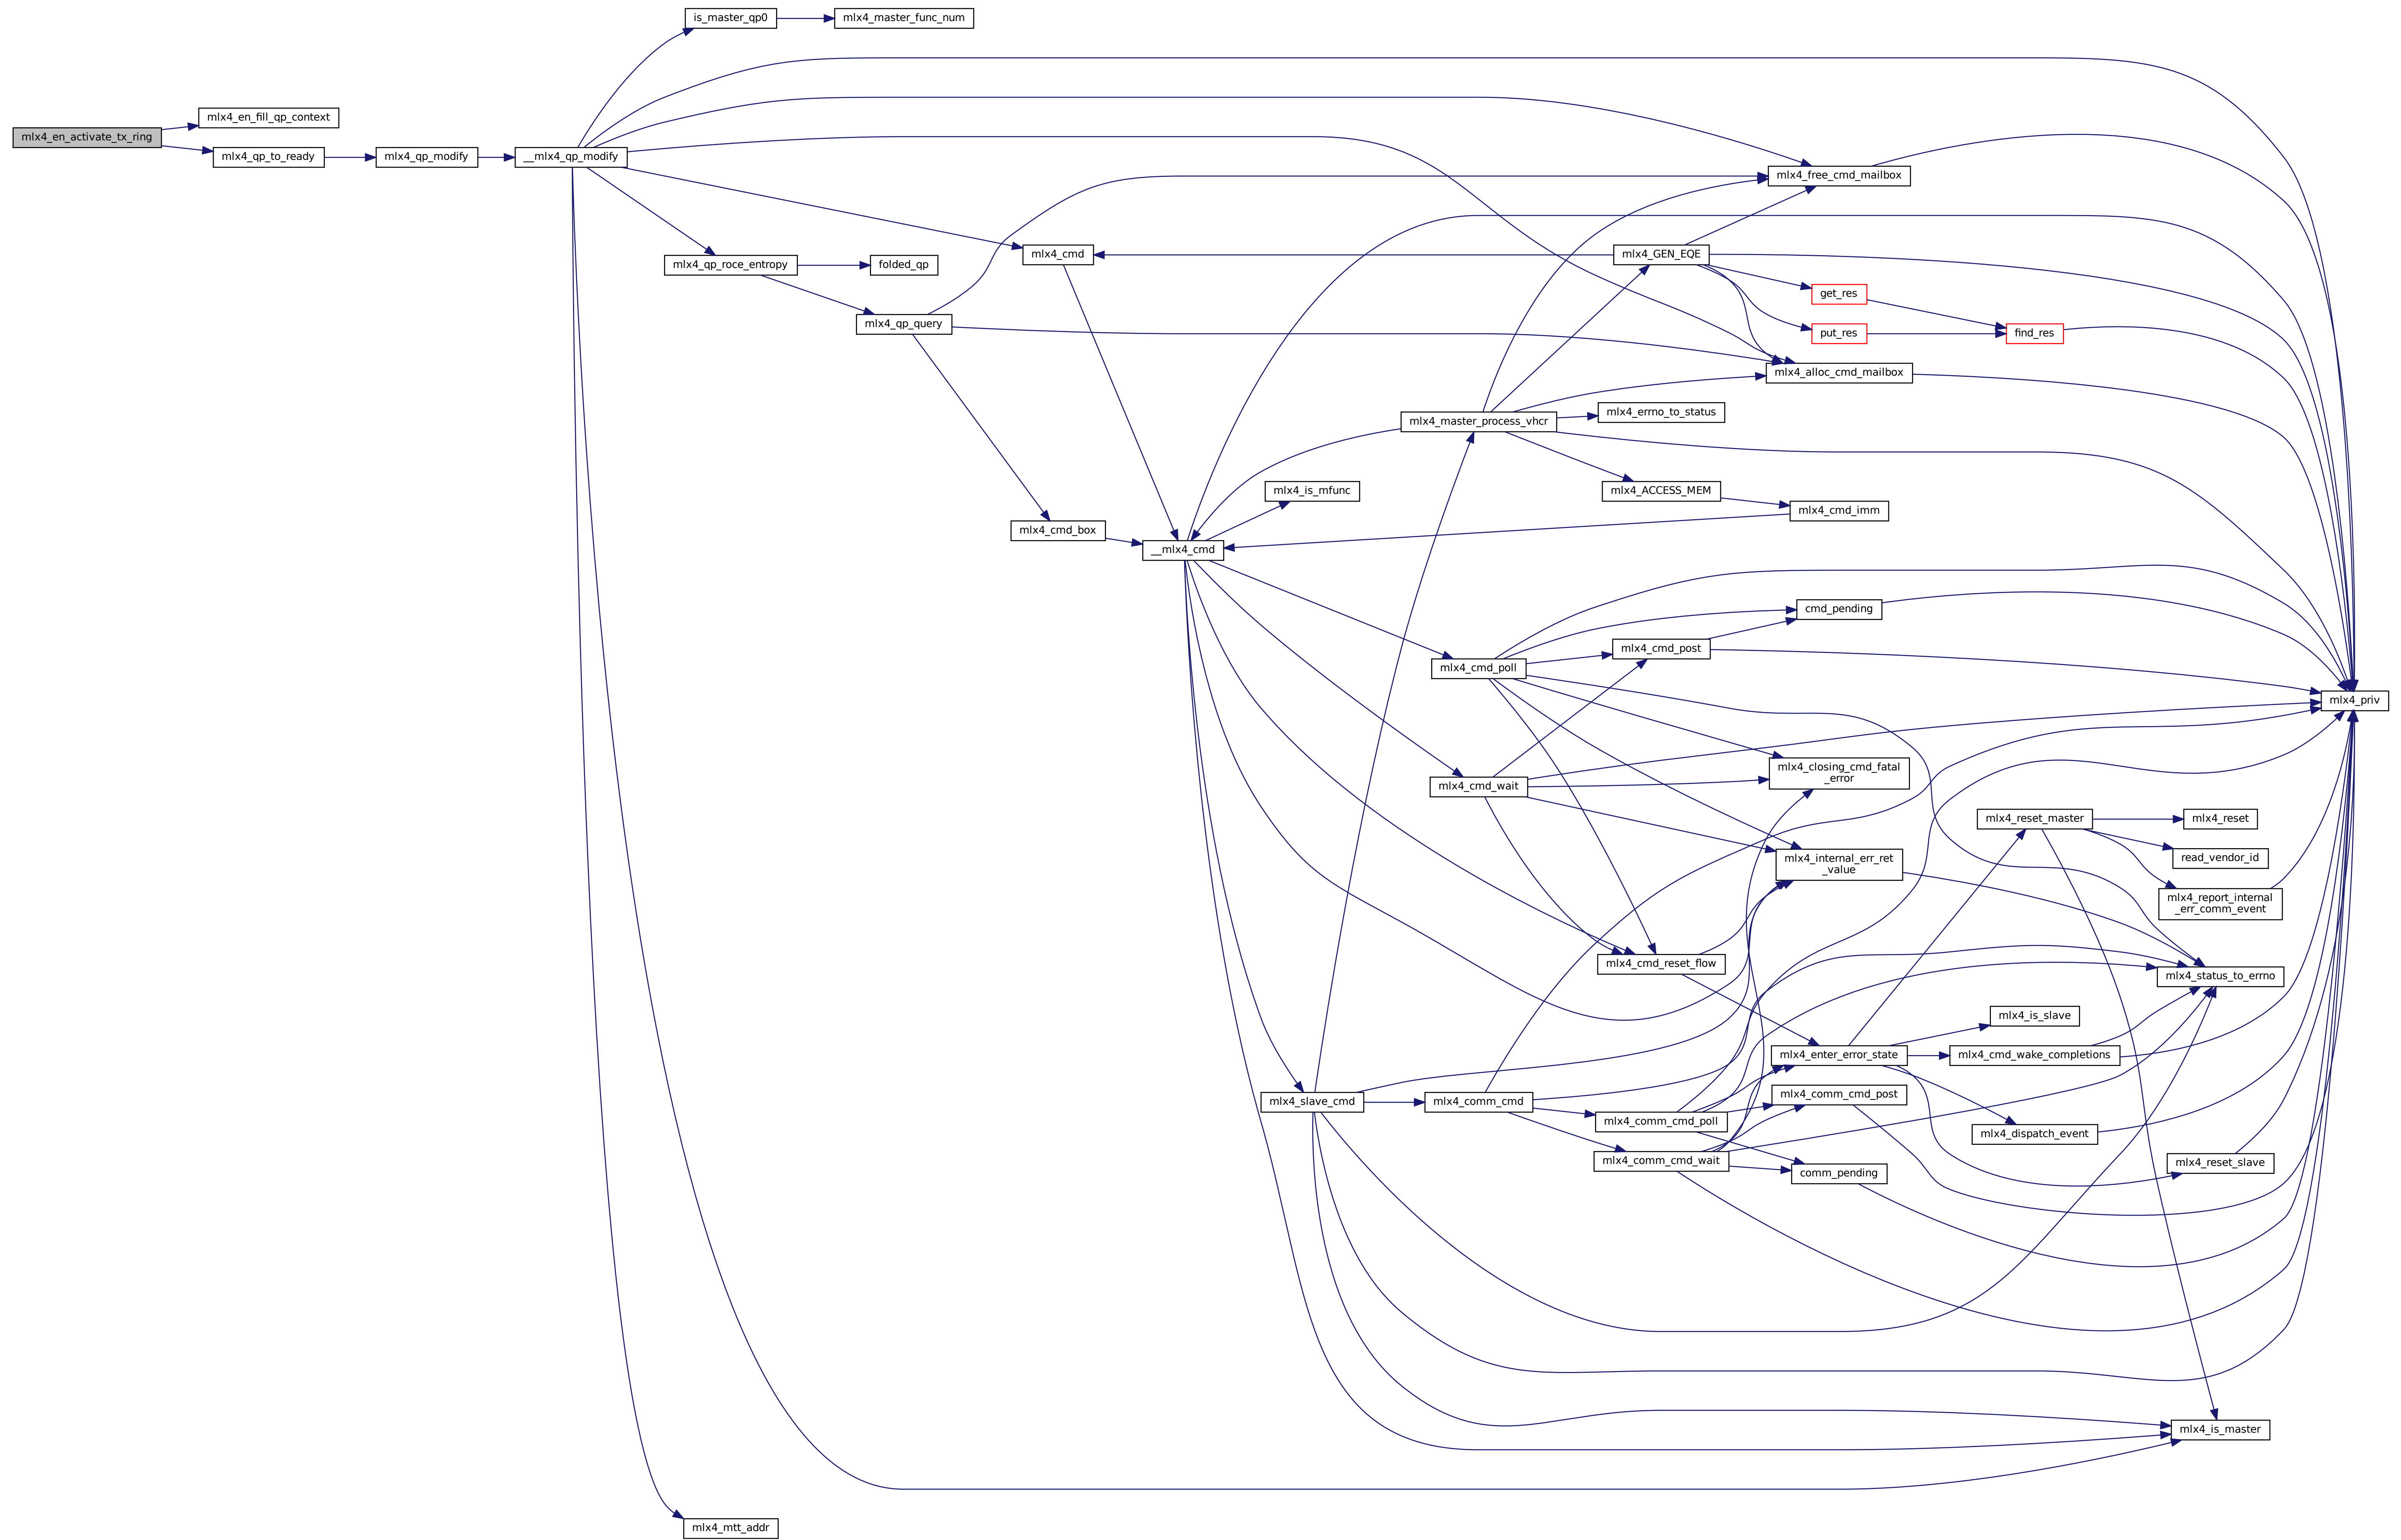 is_master_qp0
mlx4_master_func_num
mlx4_en_fill_qp_context
mlx4_en_activate_tx_ring
mlx4_qp_to_ready
mlx4_qp_modify
__mlx4_qp_modify
mlx4_free_cmd_mailbox
mlx4_cmd
mlx4_GEN_EQE
mlx4_qp_roce_entropy
folded_qp
get_res
mlx4_qp_query
put_res
find_res
mlx4_alloc_cmd_mailbox
mlx4_errno_to_status
mlx4_master_process_vhcr
mlx4_is_mfunc
mlx4_ACCESS_MEM
mlx4_cmd_imm
mlx4_cmd_box
__mlx4_cmd
cmd_pending
mlx4_cmd_post
mlx4_cmd_poll
mlx4_priv
mlx4_closing_cmd_fatal
_error
mlx4_cmd_wait
mlx4_reset_master
mlx4_reset
read_vendor_id
mlx4_internal_err_ret
_value
mlx4_report_internal
_err_comm_event
mlx4_cmd_reset_flow
mlx4_status_to_errno
mlx4_is_slave
mlx4_enter_error_state
mlx4_cmd_wake_completions
mlx4_slave_cmd
mlx4_comm_cmd
mlx4_comm_cmd_post
mlx4_comm_cmd_poll
mlx4_dispatch_event
mlx4_comm_cmd_wait
mlx4_reset_slave
comm_pending
mlx4_is_master
mlx4_mtt_addr